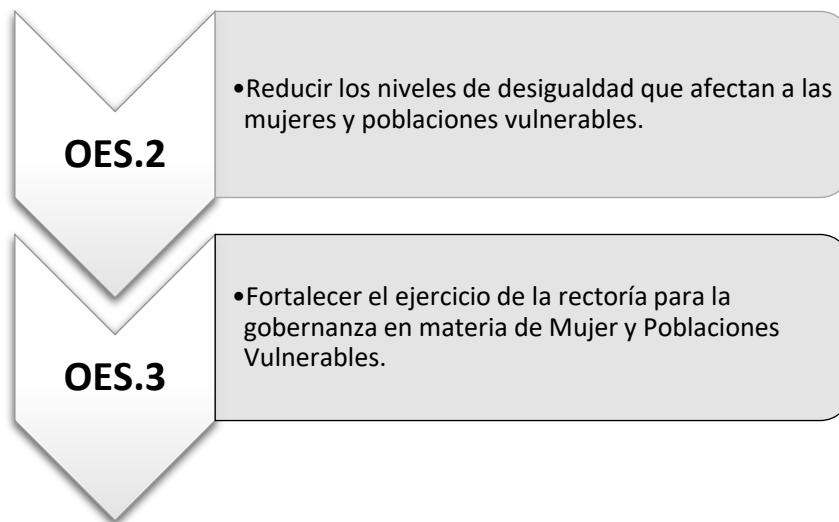 OES.2
•Reducir los niveles de desigualdad que afectan a las
mujeres y poblaciones vulnerables.
OES.3
•Fortalecer el ejercicio de la rectoría para la
gobernanza en materia de Mujer y Poblaciones
Vulnerables.